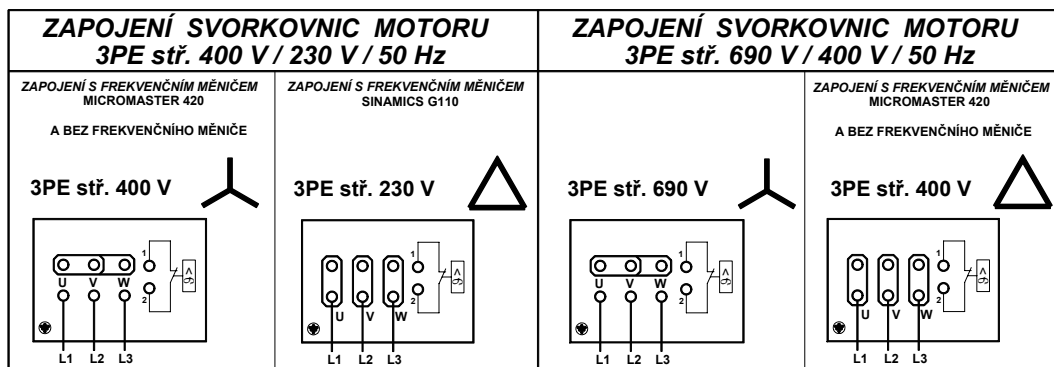 ZAPOJENÍ SVORKOVNIC MOTORU
3PE stř. 400 V / 230 V / 50 Hz
ZAPOJENÍ S FREKVENČNÍM MĚNIČEM
MICROMASTER 420
A BEZ FREKVENČNÍHO MĚNIČE
3PE stř. 400 V
U V W
1
2
L1 L2 L3
ZAPOJENÍ S FREKVENČNÍM MĚNIČEM
SINAMICS G110
3PE stř. 230 V
1
2
U V W
L1 L2 L3
ZAPOJENÍ SVORKOVNIC MOTORU
3PE stř. 690 V / 400 V / 50 Hz
3PE stř. 690 V
U V W
1
2
L1 L2 L3
ZAPOJENÍ S FREKVENČNÍM MĚNIČEM
MICROMASTER 420
A BEZ FREKVENČNÍHO MĚNIČE
3PE stř. 400 V
1
2
U V W
L1 L2 L3